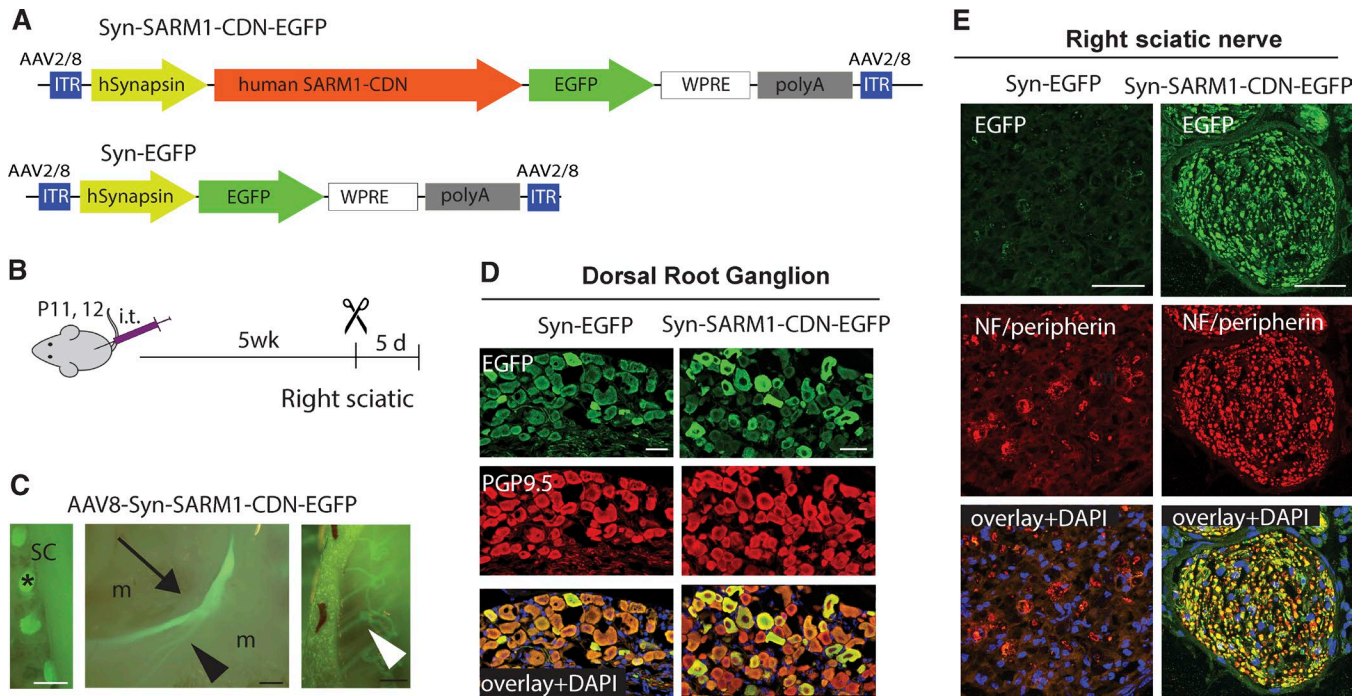 A
Syn-SARM1-CDN-EGFP
AAV2/8
AAV2/8
ITR hSynapsin human SARM1-CDN EGFP WPRE polyA ITR
Syn-EGFP
AAV2/8
AAV2/8
ITR hSynapsin EGFP WPRE polyA ITR
B
P11, 12
i.t.
5wk
5 d
Right sciatic
C
AAV8-Syn-SARM1-CDN-EGFP
SC
*
m
m
D
Dorsal Root Ganglion
Syn-EGFP Syn-SARM1-CDN-EGFP
EGFP
PGP9.5
overlay+DAPI
E
Right sciatic nerve
Syn-EGFP Syn-SARM1-CDN-EGFP
EGFP EGFP
NF/peripherin NF/peripherin
overlay+DAPI overlay+DAPI